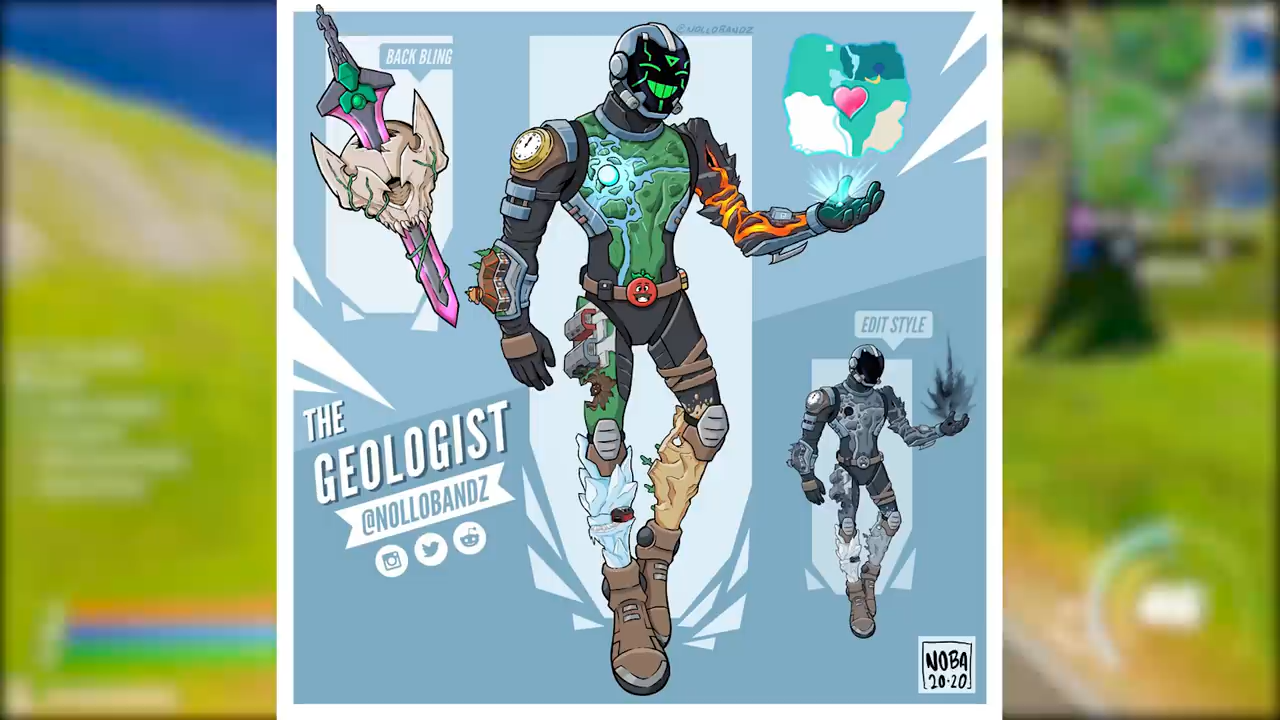 BACK BLING
©NOLLOBANDZ
THE
GEOLOGIST
@NOLLOBANDZ
EDIT STYLE
NOBA
20·20